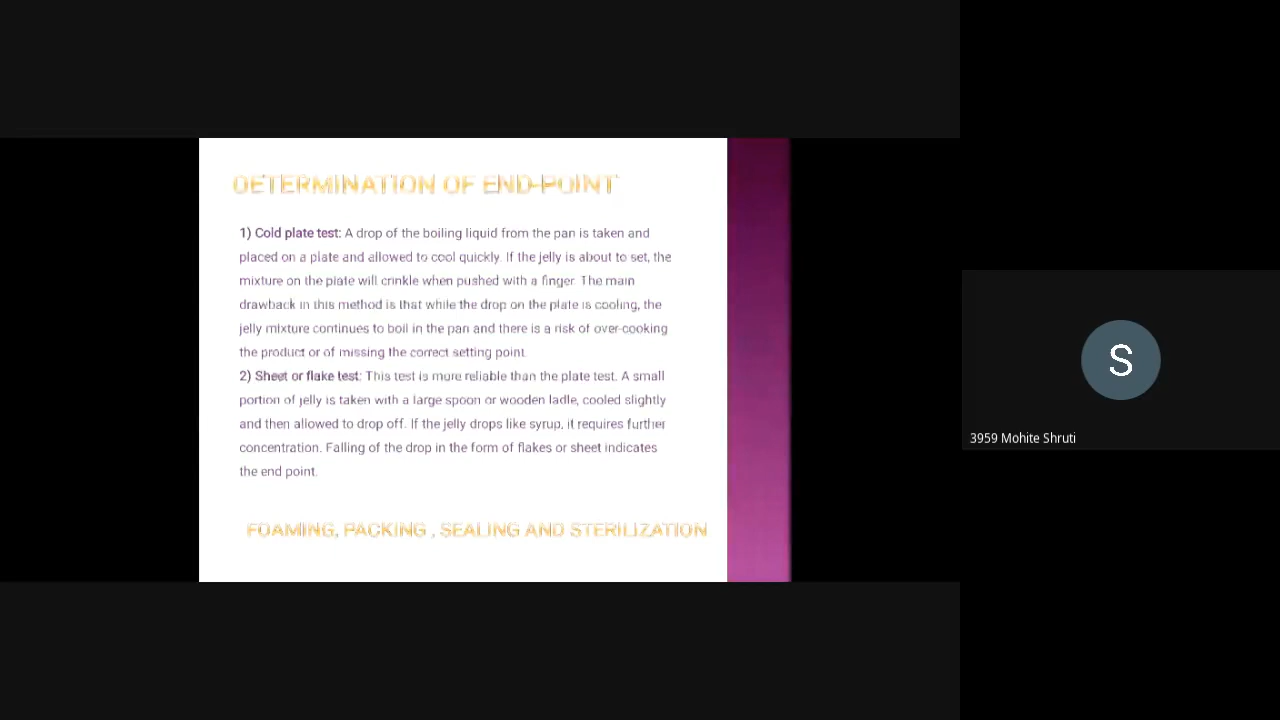 DETERMINATION OF END-POINT
1) Cold plate test: A drop of the boiling liquid from the pan is taken and
placed on a plate and allowed to cool quickly. If the jelly is about to set, the
mixture on the plate will crinkle when pushed with a finger. The main
drawback in this method is that while the drop on the plate is cooling, the
jelly mixture continues to boil in the pan and there is a risk of over-cooking
the product or of missing the correct setting point.
2) Sheet or flake test: This test is more reliable than the plate test. A small
portion of jelly is taken with a large spoon or wooden ladle, cooled slightly
and then allowed to drop off. If the jelly drops like syrup, it requires further
concentration. Falling of the drop in the form of flakes or sheet indicates
the end point.
FOAMING, PACKING , SEALING AND STERILIZATION
S
3959 Mohite Shruti